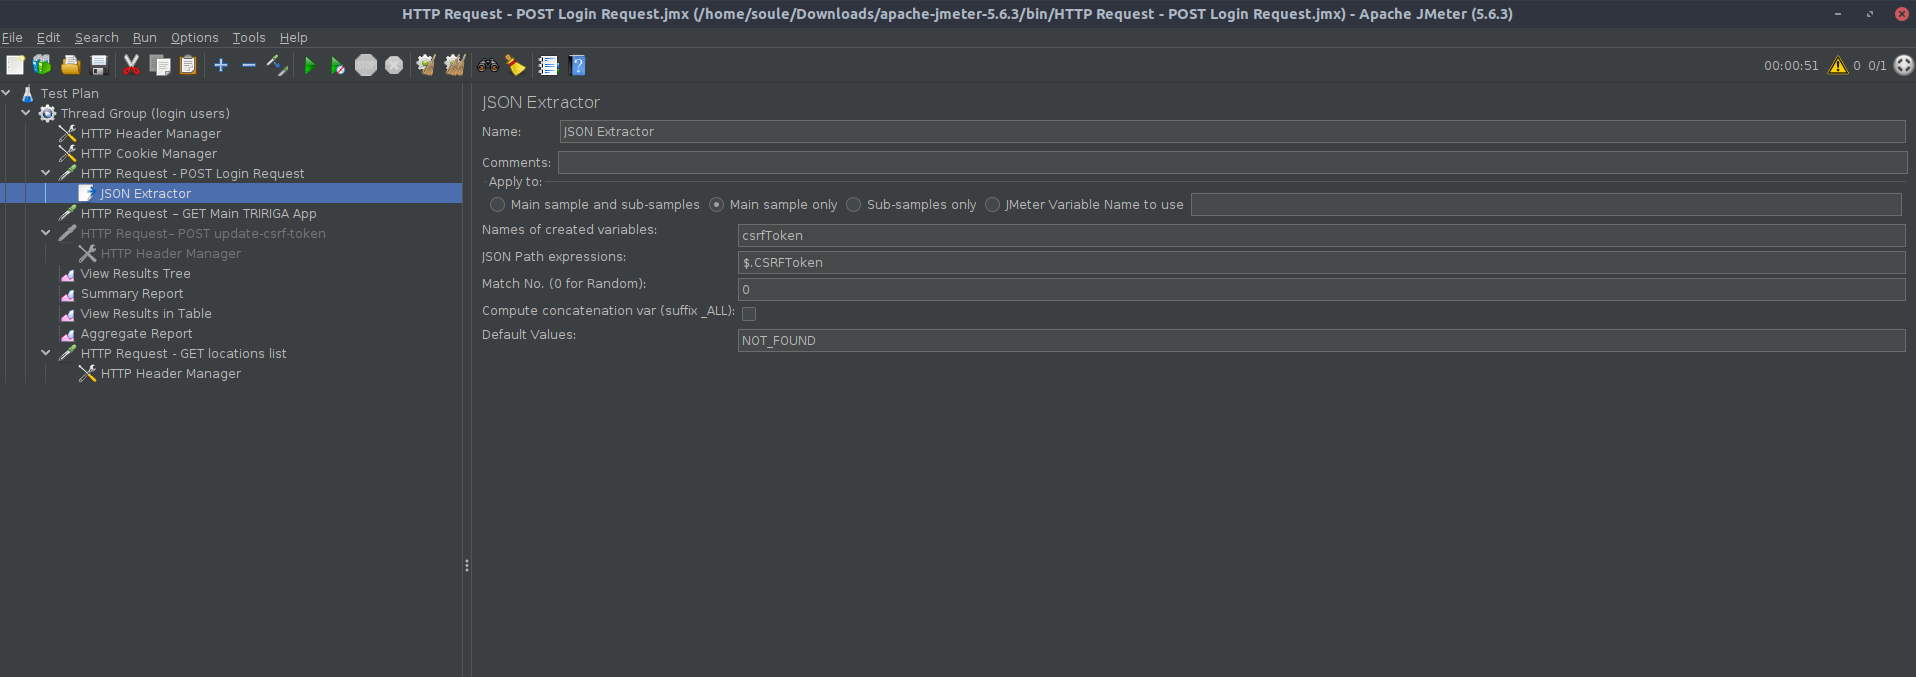 HTTP Request - POST Login Request.jmx (/home/soule/Downloads/apache-jmeter-5.6.3/bin/HTTP Request - POST Login Request.jmx) - Apache JMeter (5.6.3)
File Edit Search Run Options Tools Help
STOP 00:00:51 0 0/1
Test Plan
Thread Group (login users)
HTTP Header Manager
HTTP Cookie Manager
HTTP Request - POST Login Request
JSON Extractor
HTTP Request – GET Main TRIRIGA App
HTTP Request– POST update-csrf-token
HTTP Header Manager
View Results Tree
Summary Report
View Results in Table
Aggregate Report
HTTP Request - GET locations list
HTTP Header Manager
JSON Extractor
Name: JSON Extractor
Comments:
Apply to:
Main sample and sub-samples Main sample only Sub-samples only JMeter Variable Name to use
Names of created variables: csrfToken
JSON Path expressions: $.CSRFToken
Match No. (0 for Random): 0
Compute concatenation var (suffix _ALL):
Default Values: NOT_FOUND